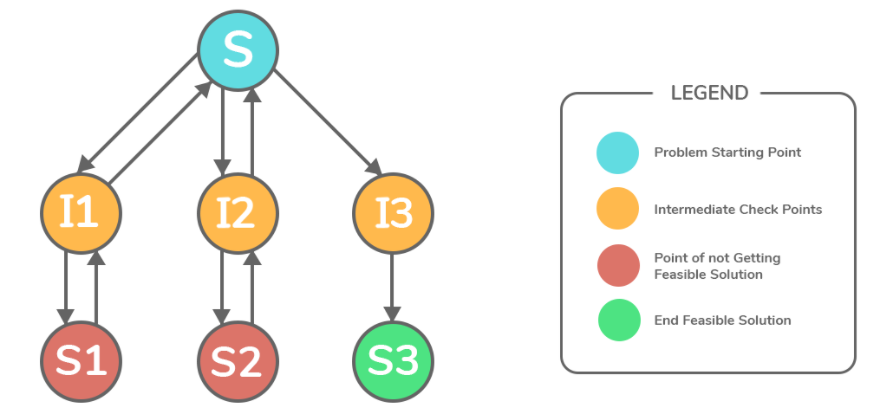 S
I1
I2
I3
S1
S2
S3
LEGEND
Problem Starting Point
Intermediate Check Points
Point of not Getting
Feasible Solution
End Feasible Solution